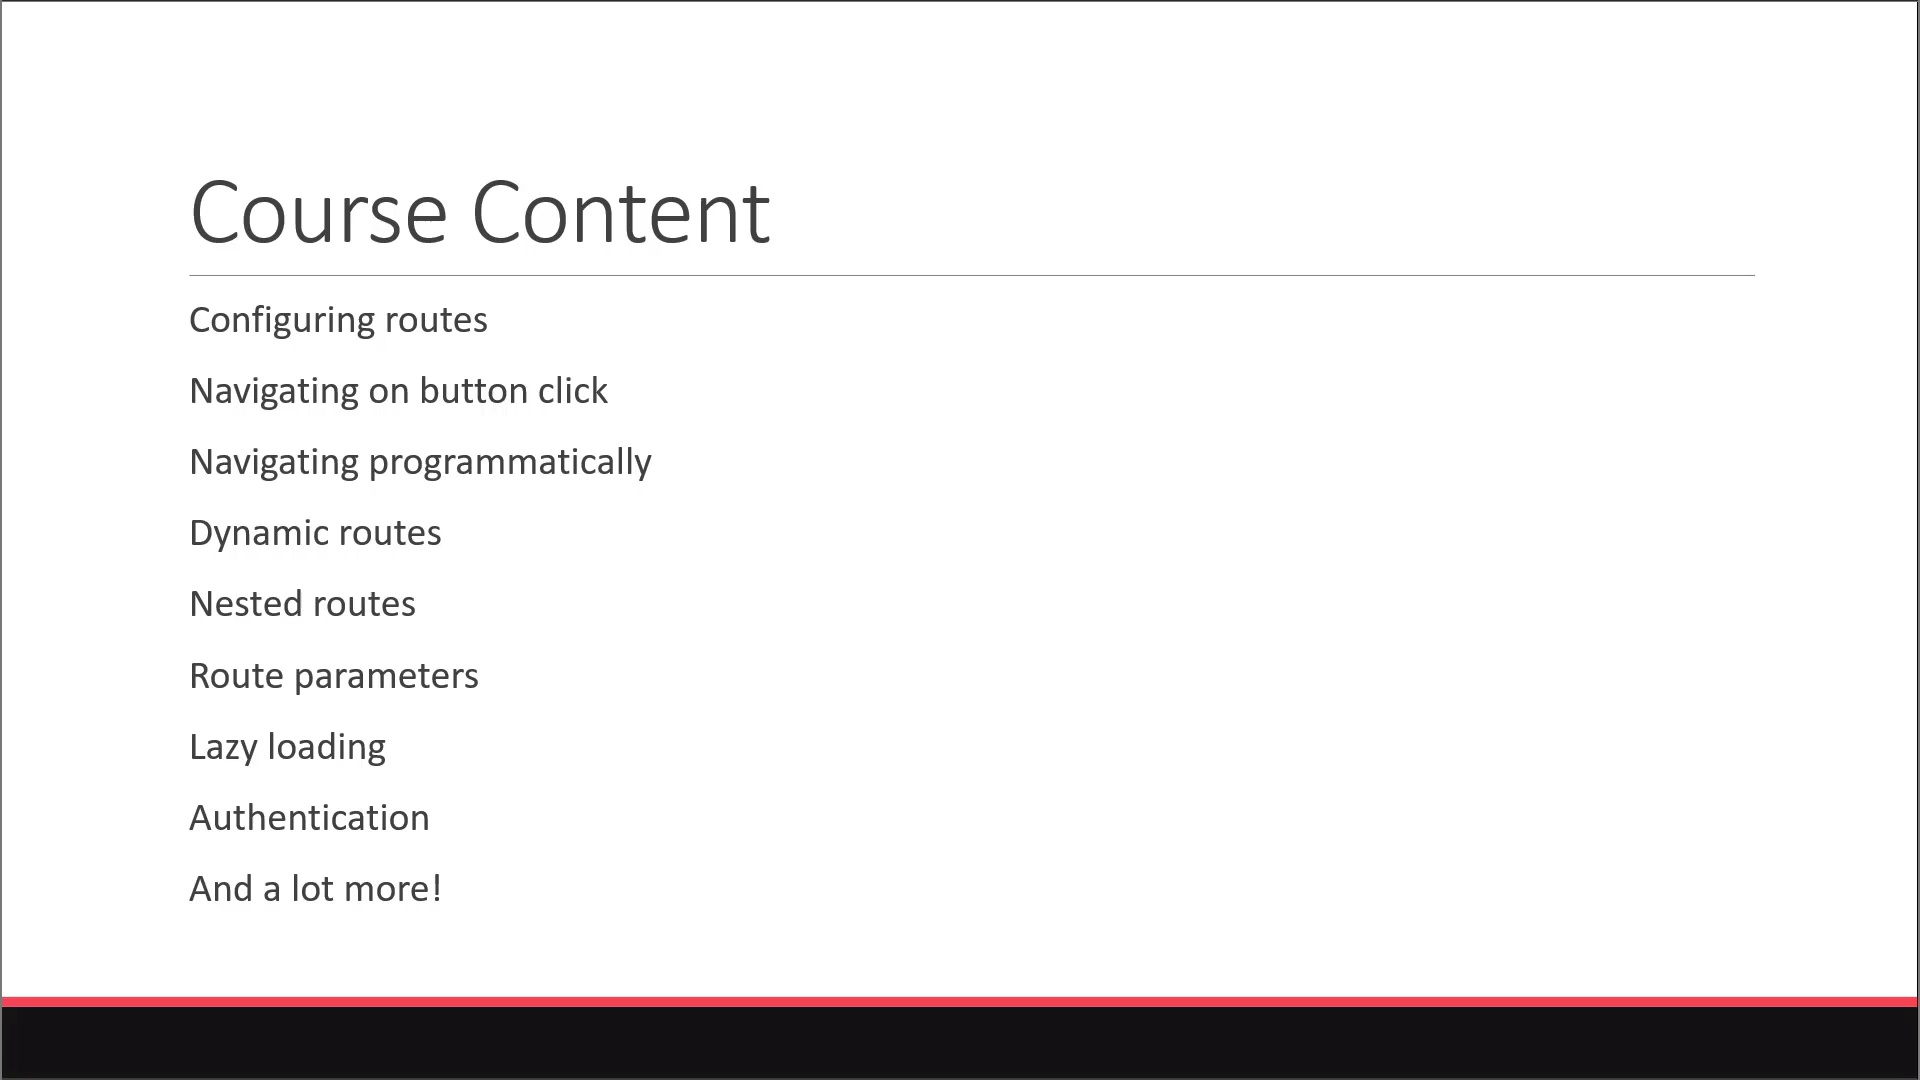 Course Content
Configuring routes
Navigating on button click
Navigating programmatically
Dynamic routes
Nested routes
Route parameters
Lazy loading
Authentication
And a lot more!